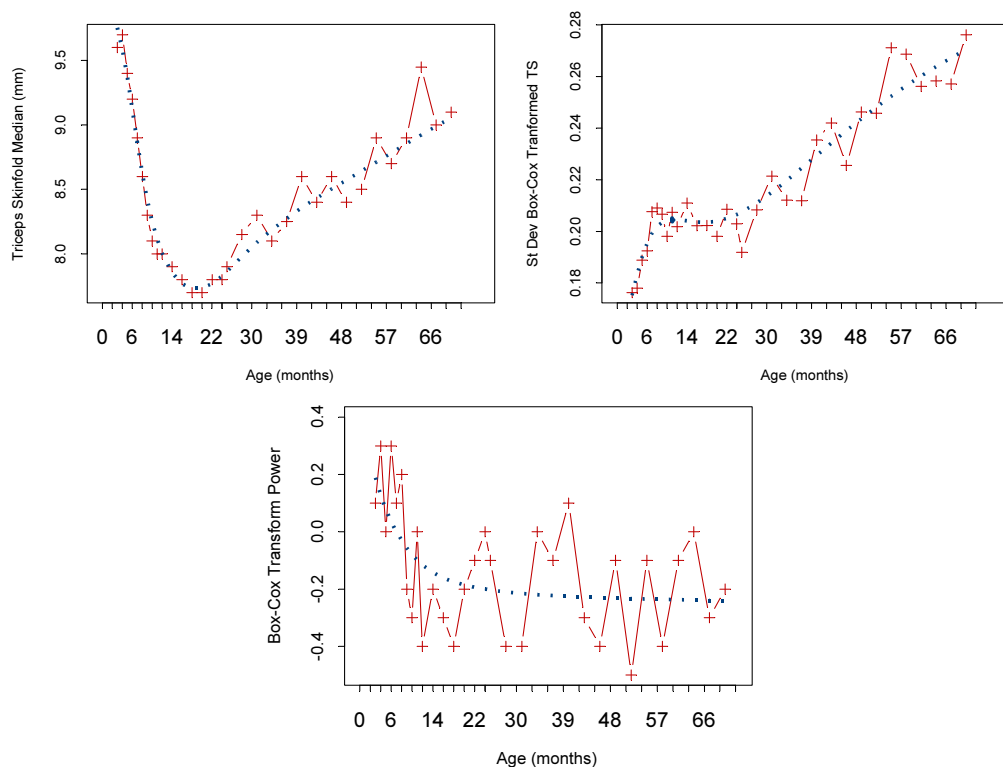 Triceps Skinfold Median (mm)
9.5
9.0
8.5
8.0
0 6 14 22 30 39 48 57 66
Age (months)
St Dev Box-Cox Tranformed TS
0.28
0.26
0.24
0.22
0.20
0.18
0 6 14 22 30 39 48 57 66
Age (months)
Box-Cox Transform Power
0.4
0.2
0.0
-0.2
-0.4
0 6 14 22 30 39 48 57 66
Age (months)